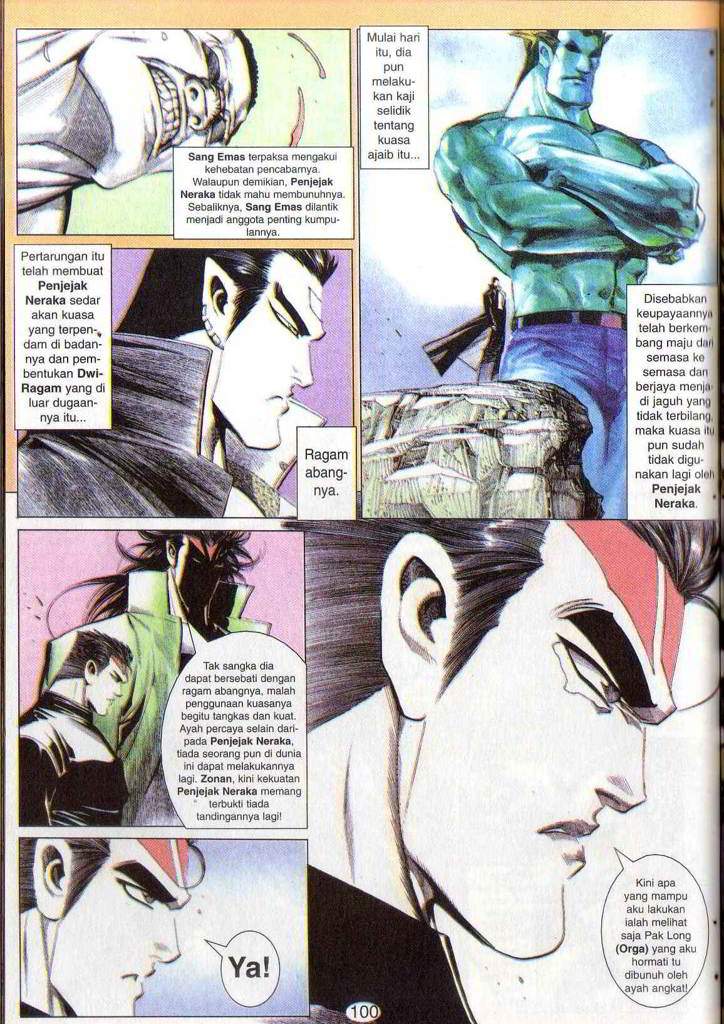 Sang Emas terpaksa mengakui
kehebatan pencabarnya.
Walaupun demikian, Penjejak
Neraka tidak mahu membunuhnya.
Sebaliknya, Sang Emas dilantik
menjadi anggota penting kumpu-
lannya.
Pertarungan itu
telah membuat
Penjejak
Neraka sedar
akan kuasa
yang terpen-
dam di badan-
nya dan pem-
bentukan Dwi-
Ragam yang di
luar dugaan-
nya itu...
Ragam
abang-
nya.
Mulai hari
itu, dia
pun
melaku-
kan kaji
selidik
tentang
kuasa
ajaib itu...
Disebabkan
keupayaannya
telah berkem-
bang maju dari
semasa ke
semasa dan
berjaya menja-
di jaguh yang
tidak terbilang,
maka kuasa itu
pun sudah
tidak digu-
nakan lagi oleh
Penjejak
Neraka.
Tak sangka dia
dapat bersebati dengan
ragam abangnya, malah
penggunaan kuasanya
begitu tangkas dan kuat.
Ayah percaya selain dari-
pada Penjejak Neraka,
tiada seorang pun di dunia
ini dapat melakukannya
lagi. Zonan, kini kekuatan
Penjejak Neraka memang
terbukti tiada
tandingannya lagi!
Ya!
Kini apa
yang mampu
aku lakukan
ialah melihat
saja Pak Long
(Orga) yang aku
hormati tu
dibunuh oleh
ayah angkat!
100